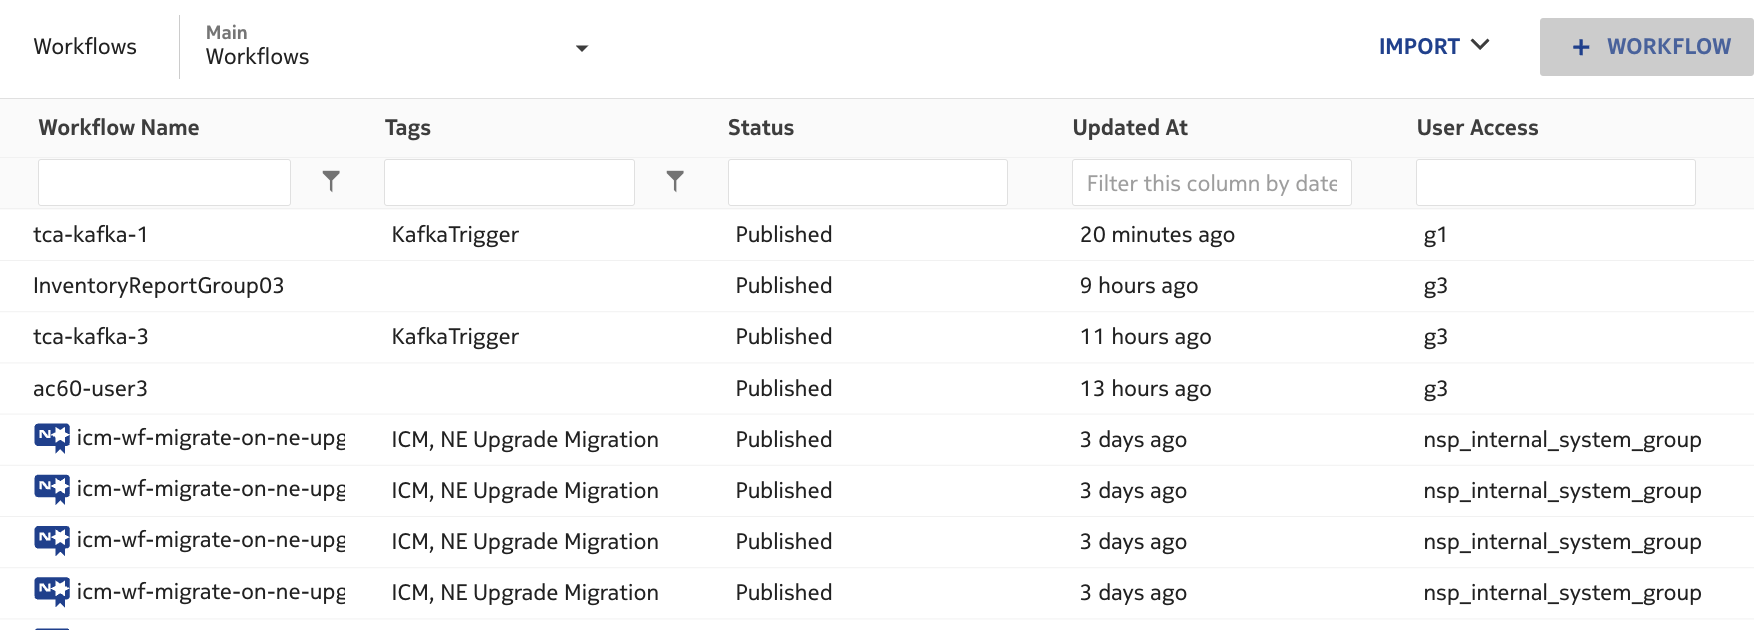 Workflows
Main
Workflows
IMPORT
+ WORKFLOW
Workflow Name Tags Status Updated At User Access
Filter this column by date
tca-kafka-1 KafkaTrigger Published 20 minutes ago g1
InventoryReportGroup03 Published 9 hours ago g3
tca-kafka-3 KafkaTrigger Published 11 hours ago g3
ac60-user3 Published 13 hours ago g3
N icm-wf-migrate-on-ne-upg ICM, NE Upgrade Migration Published 3 days ago nsp_internal_system_group
N icm-wf-migrate-on-ne-upg ICM, NE Upgrade Migration Published 3 days ago nsp_internal_system_group
N icm-wf-migrate-on-ne-upg ICM, NE Upgrade Migration Published 3 days ago nsp_internal_system_group
N icm-wf-migrate-on-ne-upg ICM, NE Upgrade Migration Published 3 days ago nsp_internal_system_group